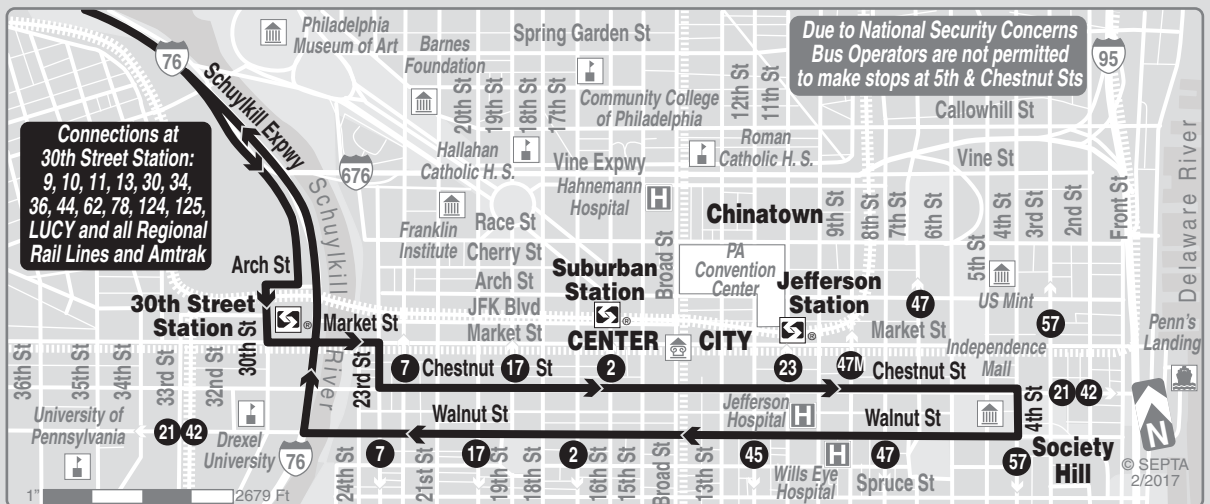 Philadelphia
Museum of Art
Barnes
Foundation
Spring Garden St
Due to National Security Concerns
Bus Operators are not permitted
to make stops at 5th & Chestnut Sts
95
76
Schuylkill Expwy
20th St
19th St
18th St
17th St
Community College
of Philadelphia
12th St
11th St
Callowhill St
Connections at
30th Street Station:
9, 10, 11, 13, 30, 34,
36, 44, 62, 78, 124, 125,
LUCY and all Regional
Rail Lines and Amtrak
Hallahan
Catholic H. S.
Roman
Catholic H. S.
676
Vine Expwy
Vine St
Hahnemann
Hospital
H
Schuylkill
River
Franklin
Institute
Race St
Cherry St
Arch St
JFK Blvd
Market St
Chinatown
9th St
8th St
7th St
6th St
5th St
4th St
3rd St
2nd St
Front St
Delaware River
Arch St
Suburban
Station
Broad St
PA
Convention
Center
Jefferson
Station
US Mint
30th Street
Station
®
Market St
®
®
47
Market St
57
Penn's
Landing
CENTER CITY
Independence
Mall
36th St
35th St
34th St
33rd St
32nd St
30th St
23rd St
7 Chestnut 17 St
2
23
47M
Chestnut St
University of
Pennsylvania
21 42
Drexel
University
Walnut St
Jefferson
Hospital
H
Walnut St
4th St
21 42
N
76
24th St
7
21st St
17
19th St
18th St
2
16th St
15th St
Broad St
13th St
45
Wills Eye
Hospital
H
47
Spruce St
57
Society
Hill
© SEPTA
2/2017
1"
2679 Ft